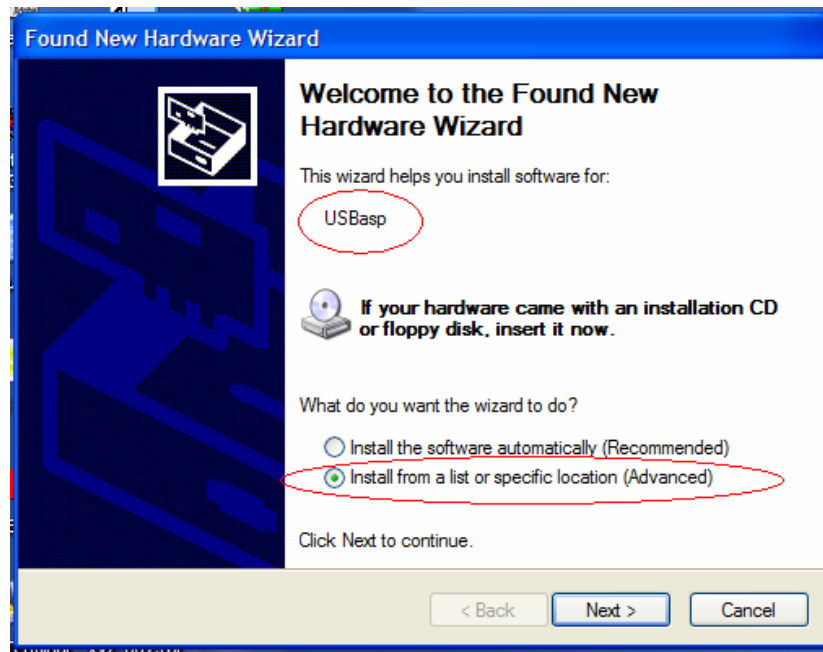 Adobe
Found New Hardware Wizard
Welcome to the Found New
Hardware Wizard
This wizard helps you install software for:
USBasp
If your hardware came with an installation CD
or floppy disk, insert it now.
What do you want the wizard to do?
Install the software automatically (Recommended)
Install from a list or specific location (Advanced)
Click Next to continue.
< Back
Next >
Cancel